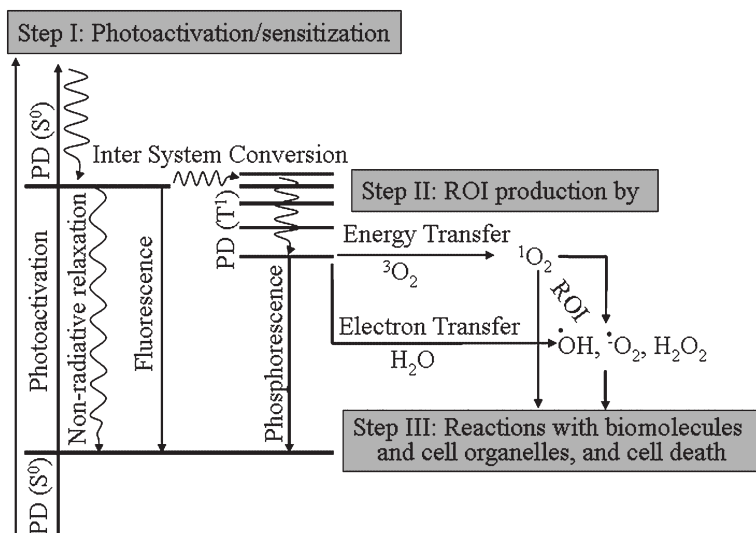 Step I: Photoactivation/sensitization
PD (S⁰)
Inter System Conversion
Step II: ROI production by
PD (T¹)
Energy Transfer
³O₂
¹O₂
ROI
Photoactivation
Non-radiative relaxation
Fluorescence
Phosphorescence
Electron Transfer
H₂O
•OH, •⁻O₂, H₂O₂
Step III: Reactions with biomolecules
and cell organelles, and cell death
PD (S⁰)